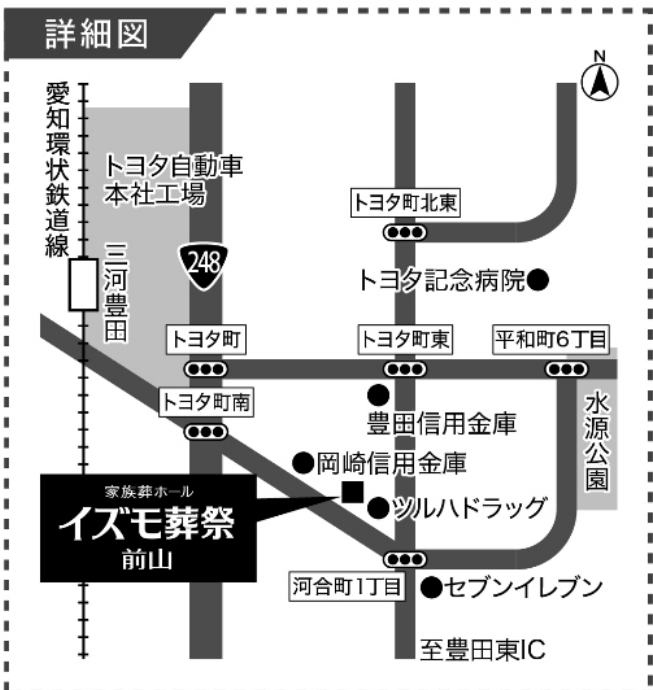 詳細図
N
愛知環状鉄道線
トヨタ自動車
本社工場
トヨタ町北東
三河豊田
248
トヨタ記念病院
トヨタ町
トヨタ町東
平和町6丁目
トヨタ町南
豊田信用金庫
水源公園
岡崎信用金庫
家族葬ホール
イズモ葬祭
前山
ツルハドラッグ
河合町1丁目
セブンイレブン
至豊田東IC